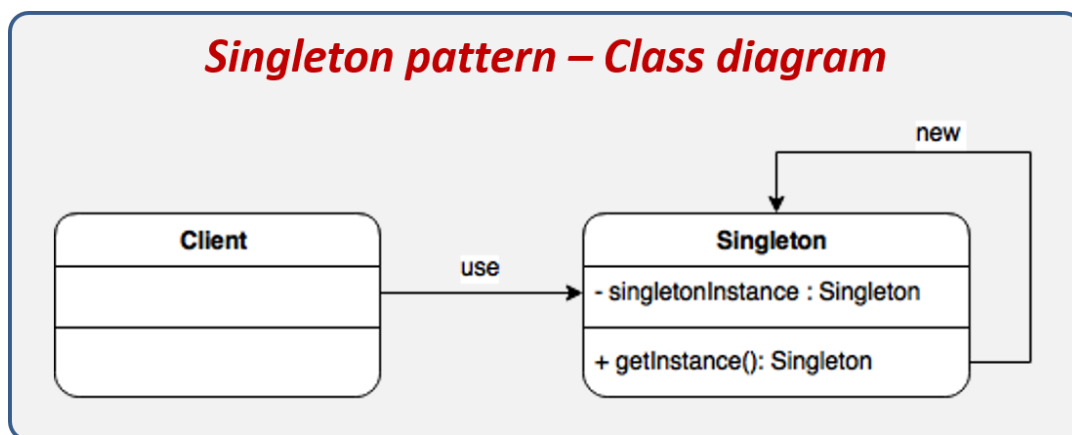 Singleton pattern – Class diagram
new
Client
Singleton
use
- singletonInstance : Singleton
+ getInstance(): Singleton